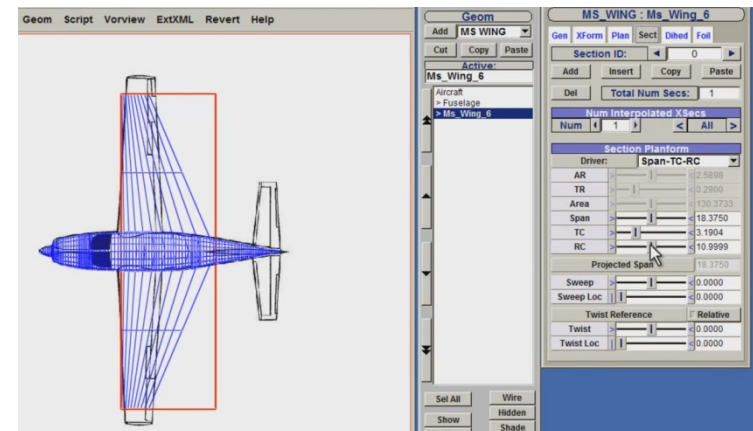 Geom Script Vorview ExtXML Revert Help
Geom
Add MS WING
Cut Copy Paste
Active:
Ms_Wing_6
Aircraft
> Fuselage
> Ms_Wing_6
Sel All Wire
Hidden
Show Shade
MS_WING : Ms_Wing_6
Gen XForm Plan Sect Dihed Foil
Section ID: 0
Add Insert Copy Paste
Del Total Num Secs: 1
Num Interpolated XSecs
Num 1 < All >
Section Planform
Driver: Span-TC-RC
AR > < 2.5898
TR > < 0.2900
Area > < 130.3733
Span > < 18.3750
TC > < 3.1904
RC > < 10.9999
Projected Span 18.3750
Sweep > < 0.0000
Sweep Loc | < 0.0000
Twist Reference Relative
Twist > < 0.0000
Twist Loc | < 0.0000